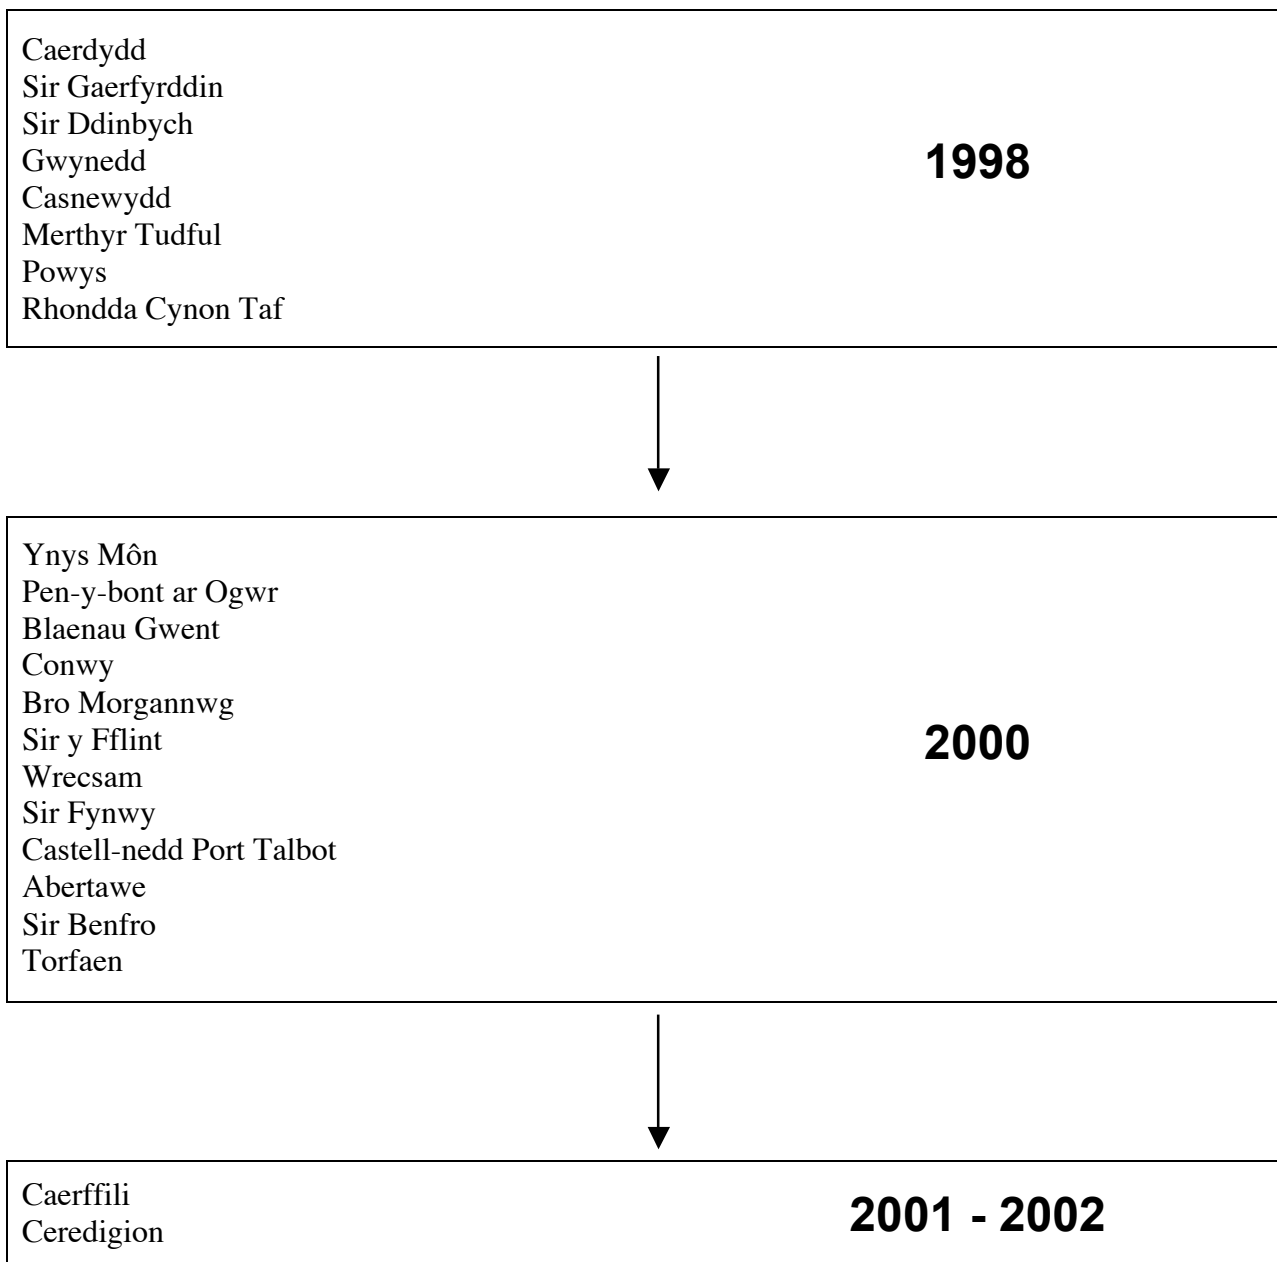 Caerdydd
Sir Gaerfyrddin
Sir Ddinbych
Gwynedd
Casnewydd
Merthyr Tudful
Powys
Rhondda Cynon Taf
1998
Ynys Môn
Pen-y-bont ar Ogwr
Blaenau Gwent
Conwy
Bro Morgannwg
Sir y Fflint
Wrecsam
Sir Fynwy
Castell-nedd Port Talbot
Abertawe
Sir Benfro
Torfaen
2000
Caerffili
Ceredigion
2001 - 2002